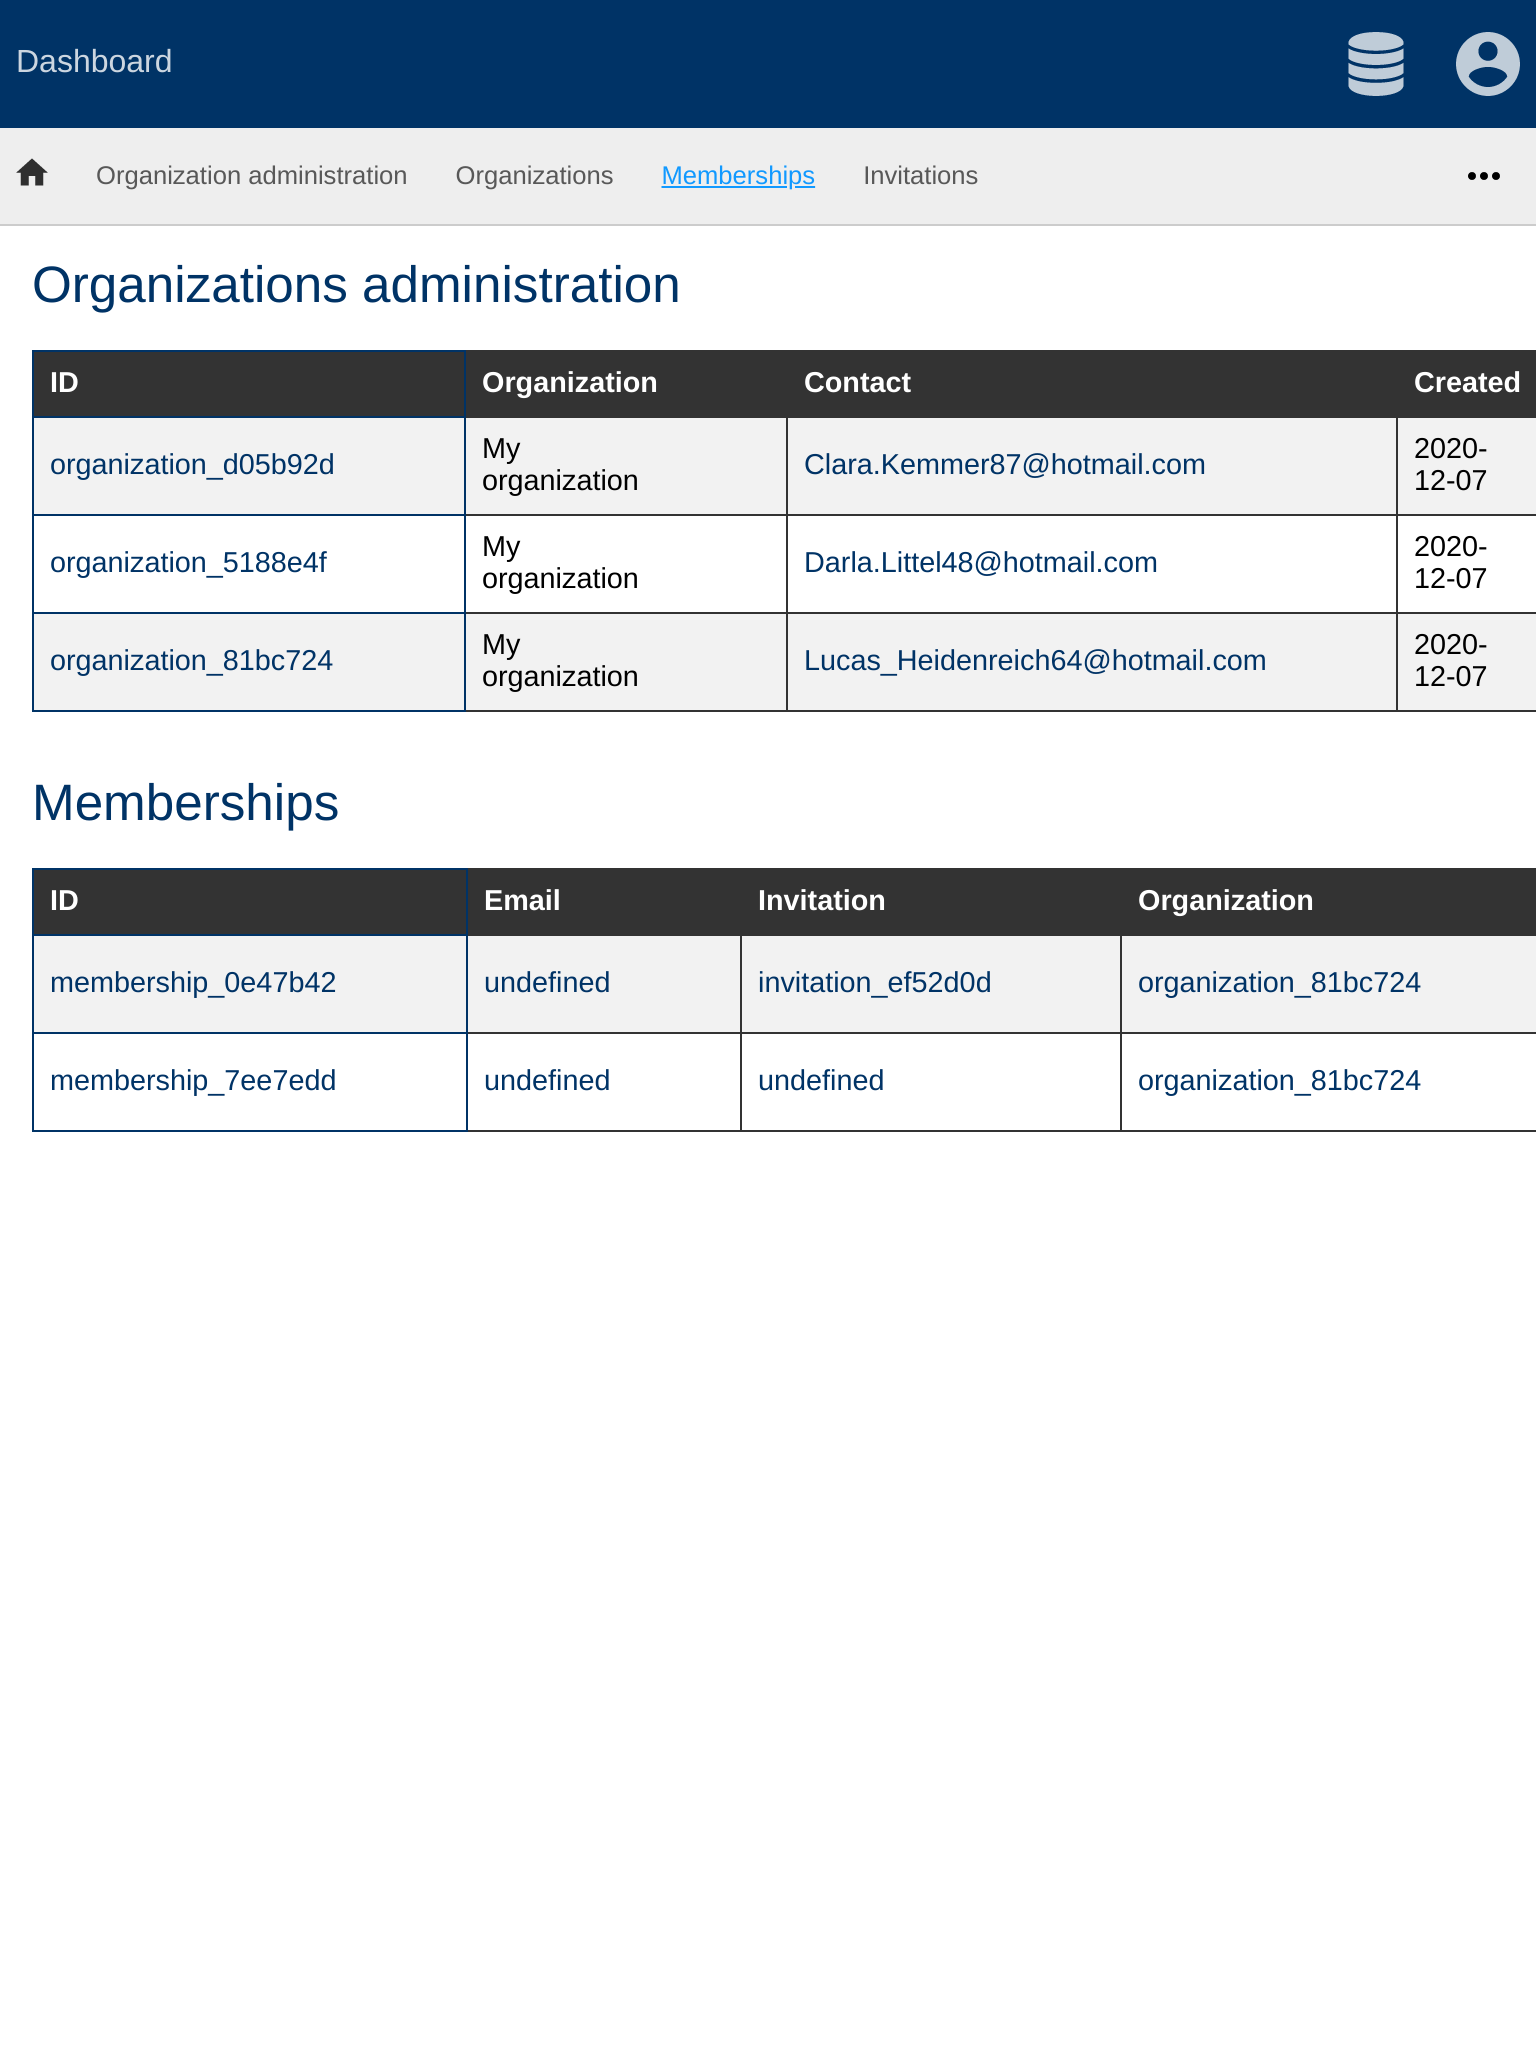 Dashboard
Organization administration Organizations Memberships Invitations
Organizations administration
ID Organization Contact Created
organization_d05b92d My organization Clara.Kemmer87@hotmail.com 2020-12-07
organization_5188e4f My organization Darla.Littel48@hotmail.com 2020-12-07
organization_81bc724 My organization Lucas_Heidenreich64@hotmail.com 2020-12-07
Memberships
ID Email Invitation Organization
membership_0e47b42 undefined invitation_ef52d0d organization_81bc724
membership_7ee7edd undefined undefined organization_81bc724